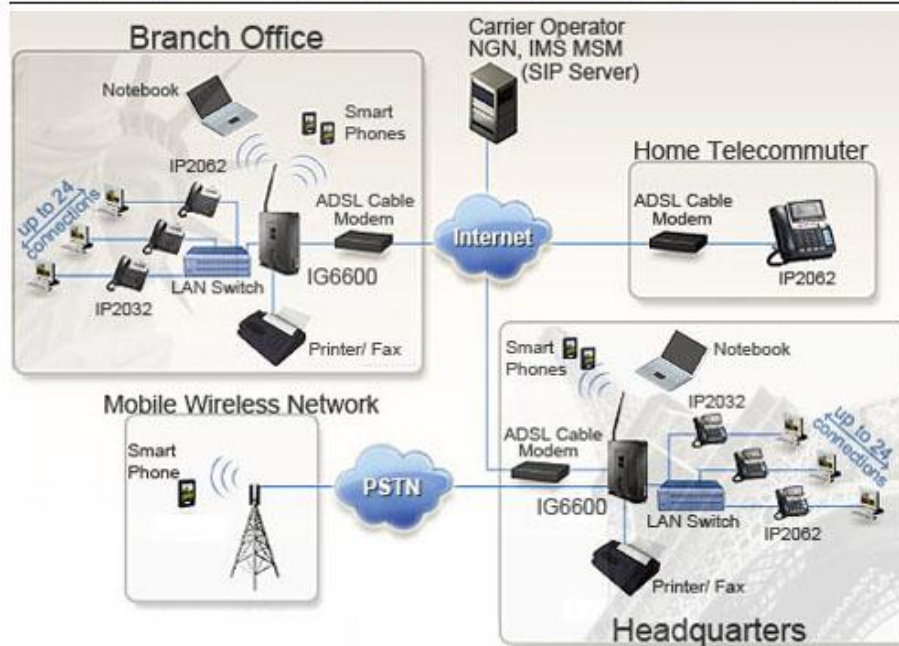 Branch Office
Notebook
Smart
Phones
IP2062
up to 24
connections
ADSL Cable
Modem
LAN Switch
IG6600
IP2032
Printer/ Fax
Carrier Operator
NGN, IMS MSM
(SIP Server)
Internet
Home Telecommuter
ADSL Cable
Modem
IP2062
Mobile Wireless Network
Smart
Phone
PSTN
Smart
Phones
Notebook
IP2032
up to 24
connections
ADSL Cable
Modem
IG6600
LAN Switch
IP2062
Printer/ Fax
Headquarters